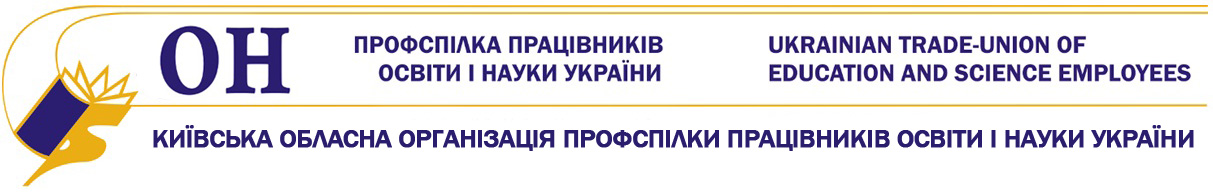 ОН
ПРОФСПІЛКА ПРАЦІВНИКІВ
ОСВІТИ І НАУКИ УКРАЇНИ
UKRAINIAN TRADE-UNION OF
EDUCATION AND SCIENCE EMPLOYEES
КИЇВСЬКА ОБЛАСНА ОРГАНІЗАЦІЯ ПРОФСПІЛКИ ПРАЦІВНИКІВ ОСВІТИ І НАУКИ УКРАЇНИ